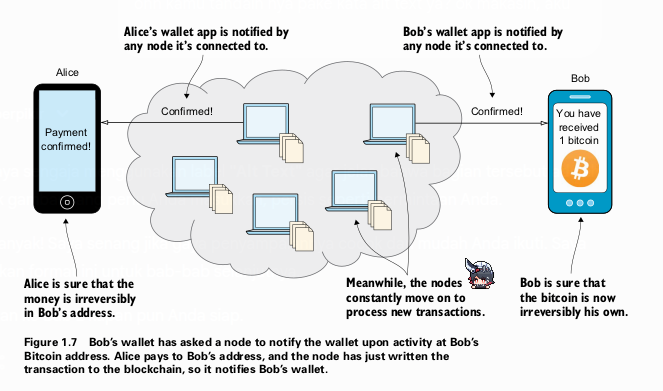 Alice's wallet app is notified by
any node it's connected to.
Bob's wallet app is notified by
any node it's connected to.
Alice
Bob
Confirmed!
Confirmed!
Payment
confirmed!
You have
received
1 bitcoin
Alice is sure that the
money is irreversibly
in Bob's address.
Meanwhile, the nodes
constantly move on to
process new transactions.
Bob is sure that
the bitcoin is now
irreversibly his own.
Figure 1.7 Bob's wallet has asked a node to notify the wallet upon activity at Bob's
Bitcoin address. Alice pays to Bob's address, and the node has just written the
transaction to the blockchain, so it notifies Bob's wallet.